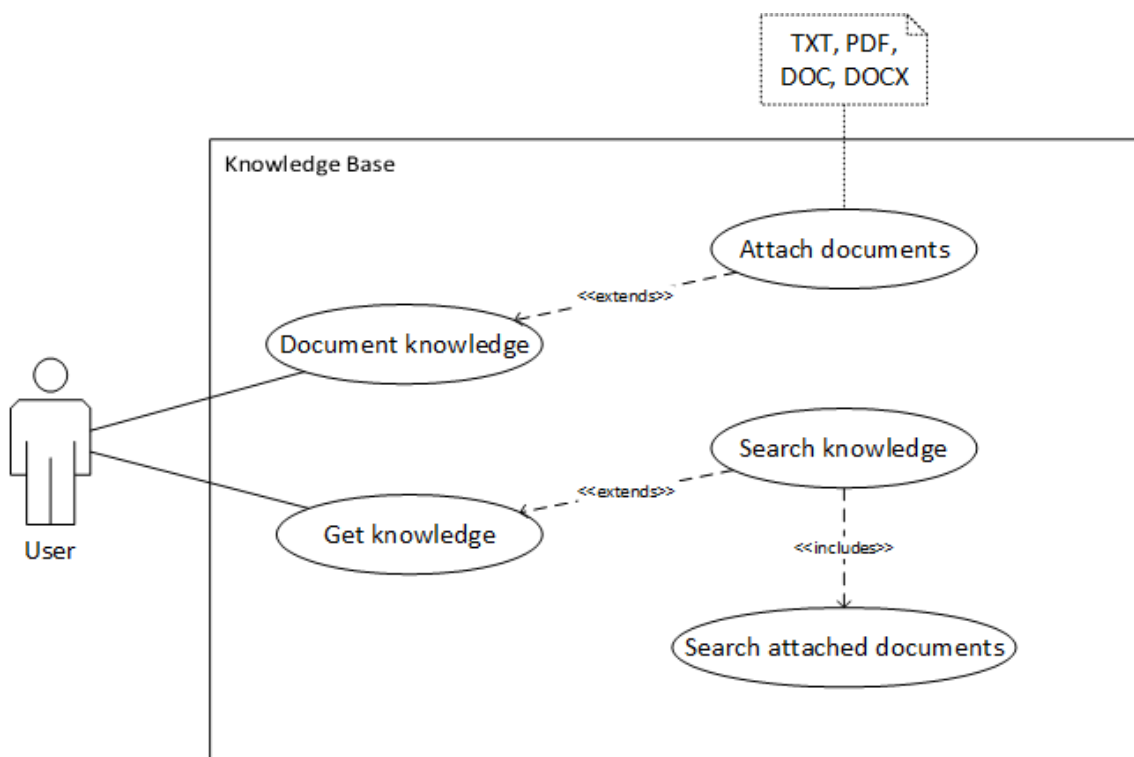 TXT, PDF,
DOC, DOCX
Knowledge Base
Attach documents
<<extends>>
Document knowledge
Search knowledge
<<extends>>
Get knowledge
User
<<includes>>
Search attached documents